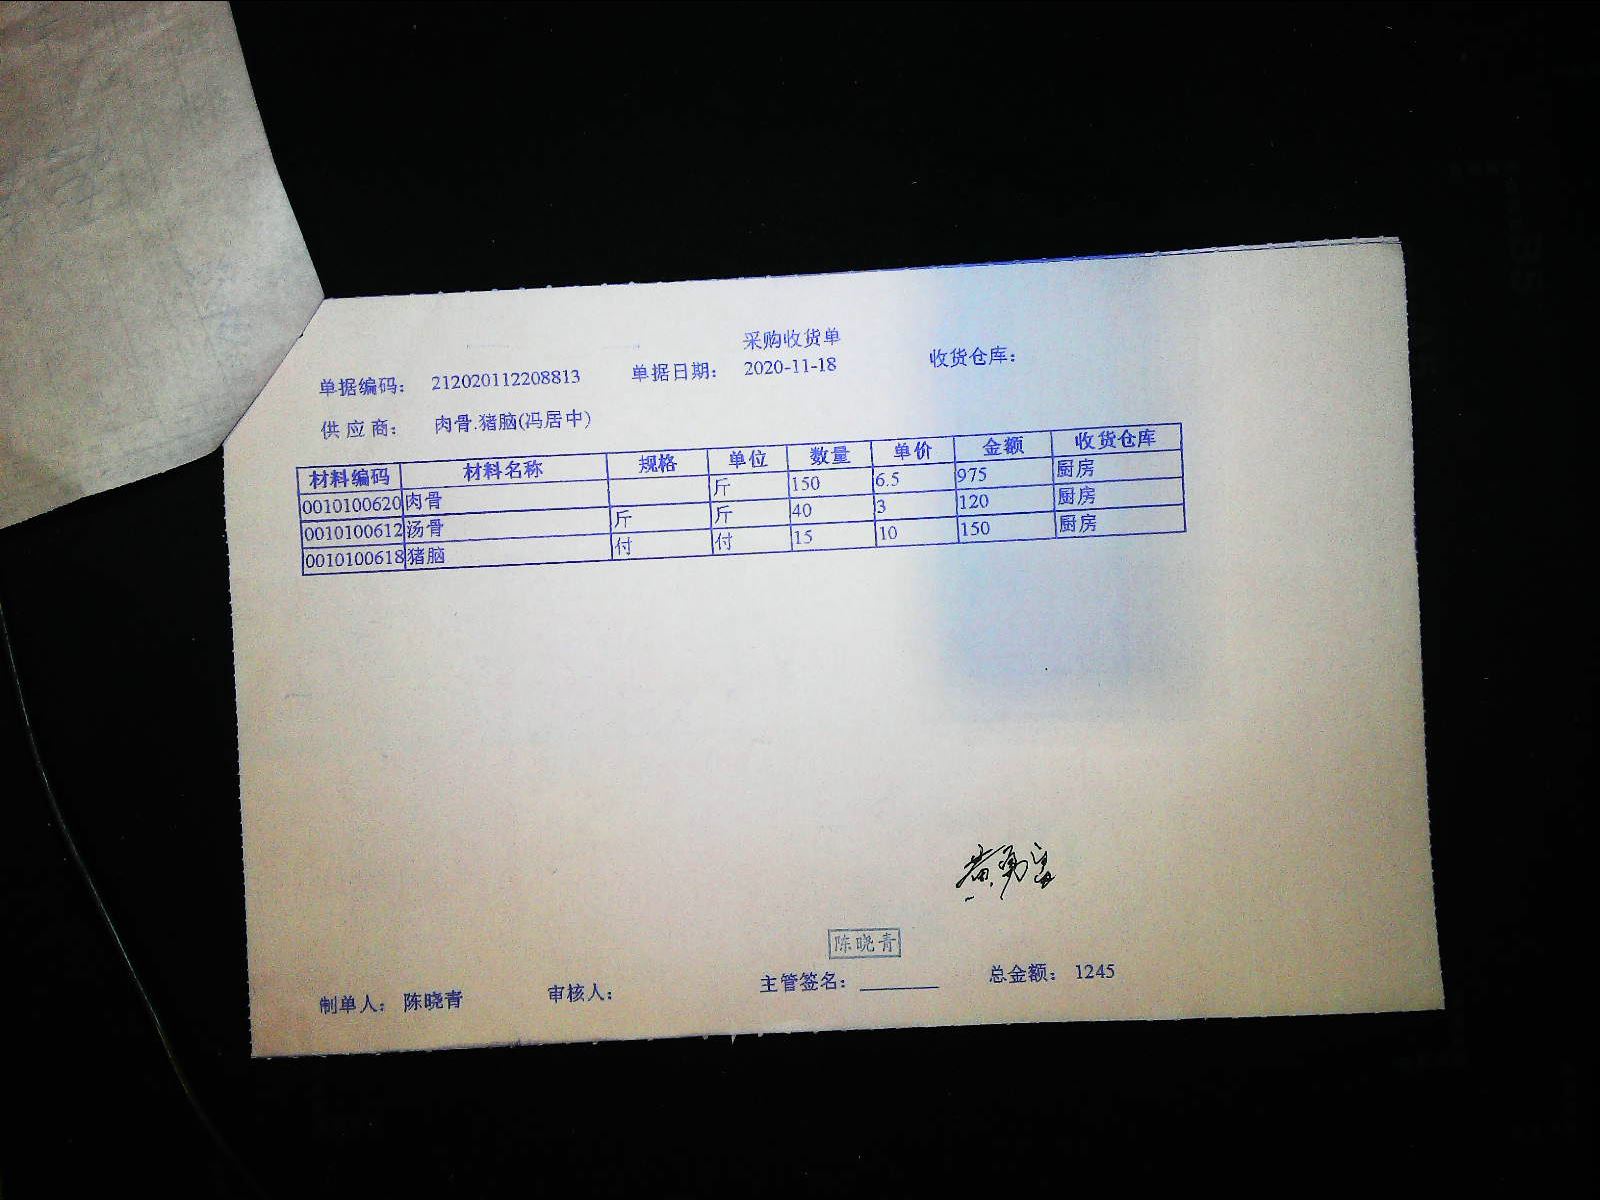 采购收货单
单据编码: 212020112208813 单据日期: 2020-11-18 收货仓库:
供应商: 肉骨.猪脑(冯居中)
材料编码 材料名称 规格 单位 数量 单价 金额 收货仓库
0010100620 肉骨 斤 150 6.5 975 厨房
0010100612 汤骨 斤 斤 40 3 120 厨房
0010100618 猪脑 付 付 15 10 150 厨房
陈晓青
制单人: 陈晓青 审核人: 主管签名: 总金额: 1245